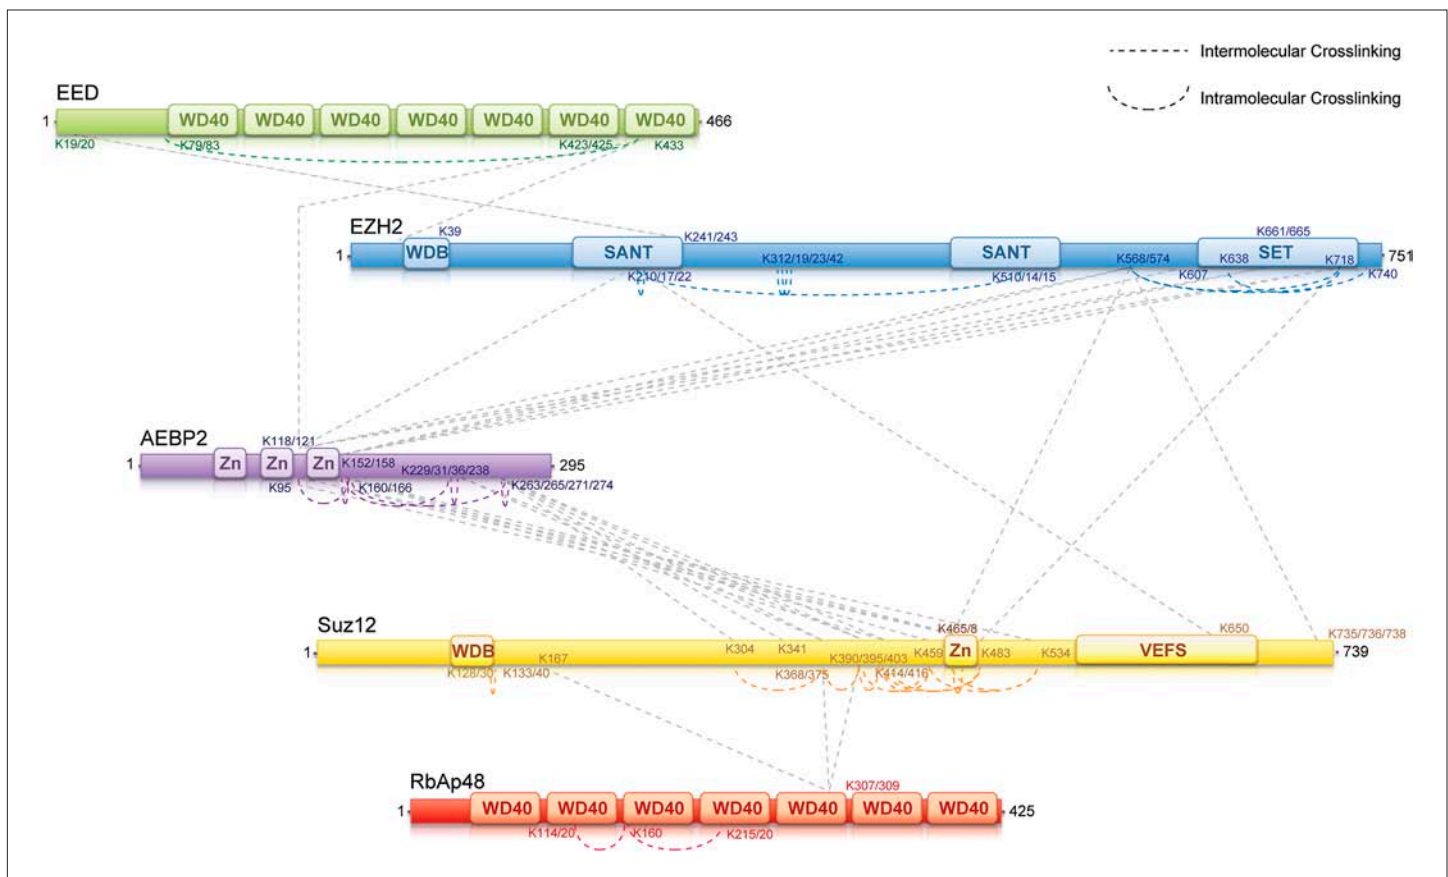 Intermolecular Crosslinking
Intramolecular Crosslinking
EED
1 WD40 WD40 WD40 WD40 WD40 WD40 WD40 466
K19/20 K79/83 K423/425 K433
EZH2 K39 K241/243 K661/665
1 WDB SANT SANT SET 751
K312/19/23/42 K568/574 K638 K718
K210/17/22 K510/14/15 K607 K740
AEBP2 K118/121
1 Zn Zn Zn K152/158 K229/31/36/238 295
K95 K160/166 K263/265/271/274
Suz12 K465/8 K650 K735/736/738
1 WDB K167 K304 K341 K390/395/403 K459 Zn K483 K534 VEFS 739
K128/30 K133/40 K368/375 K414/416
RbAp48 K307/309
1 WD40 WD40 WD40 WD40 WD40 WD40 WD40 425
K114/20 K160 K215/20